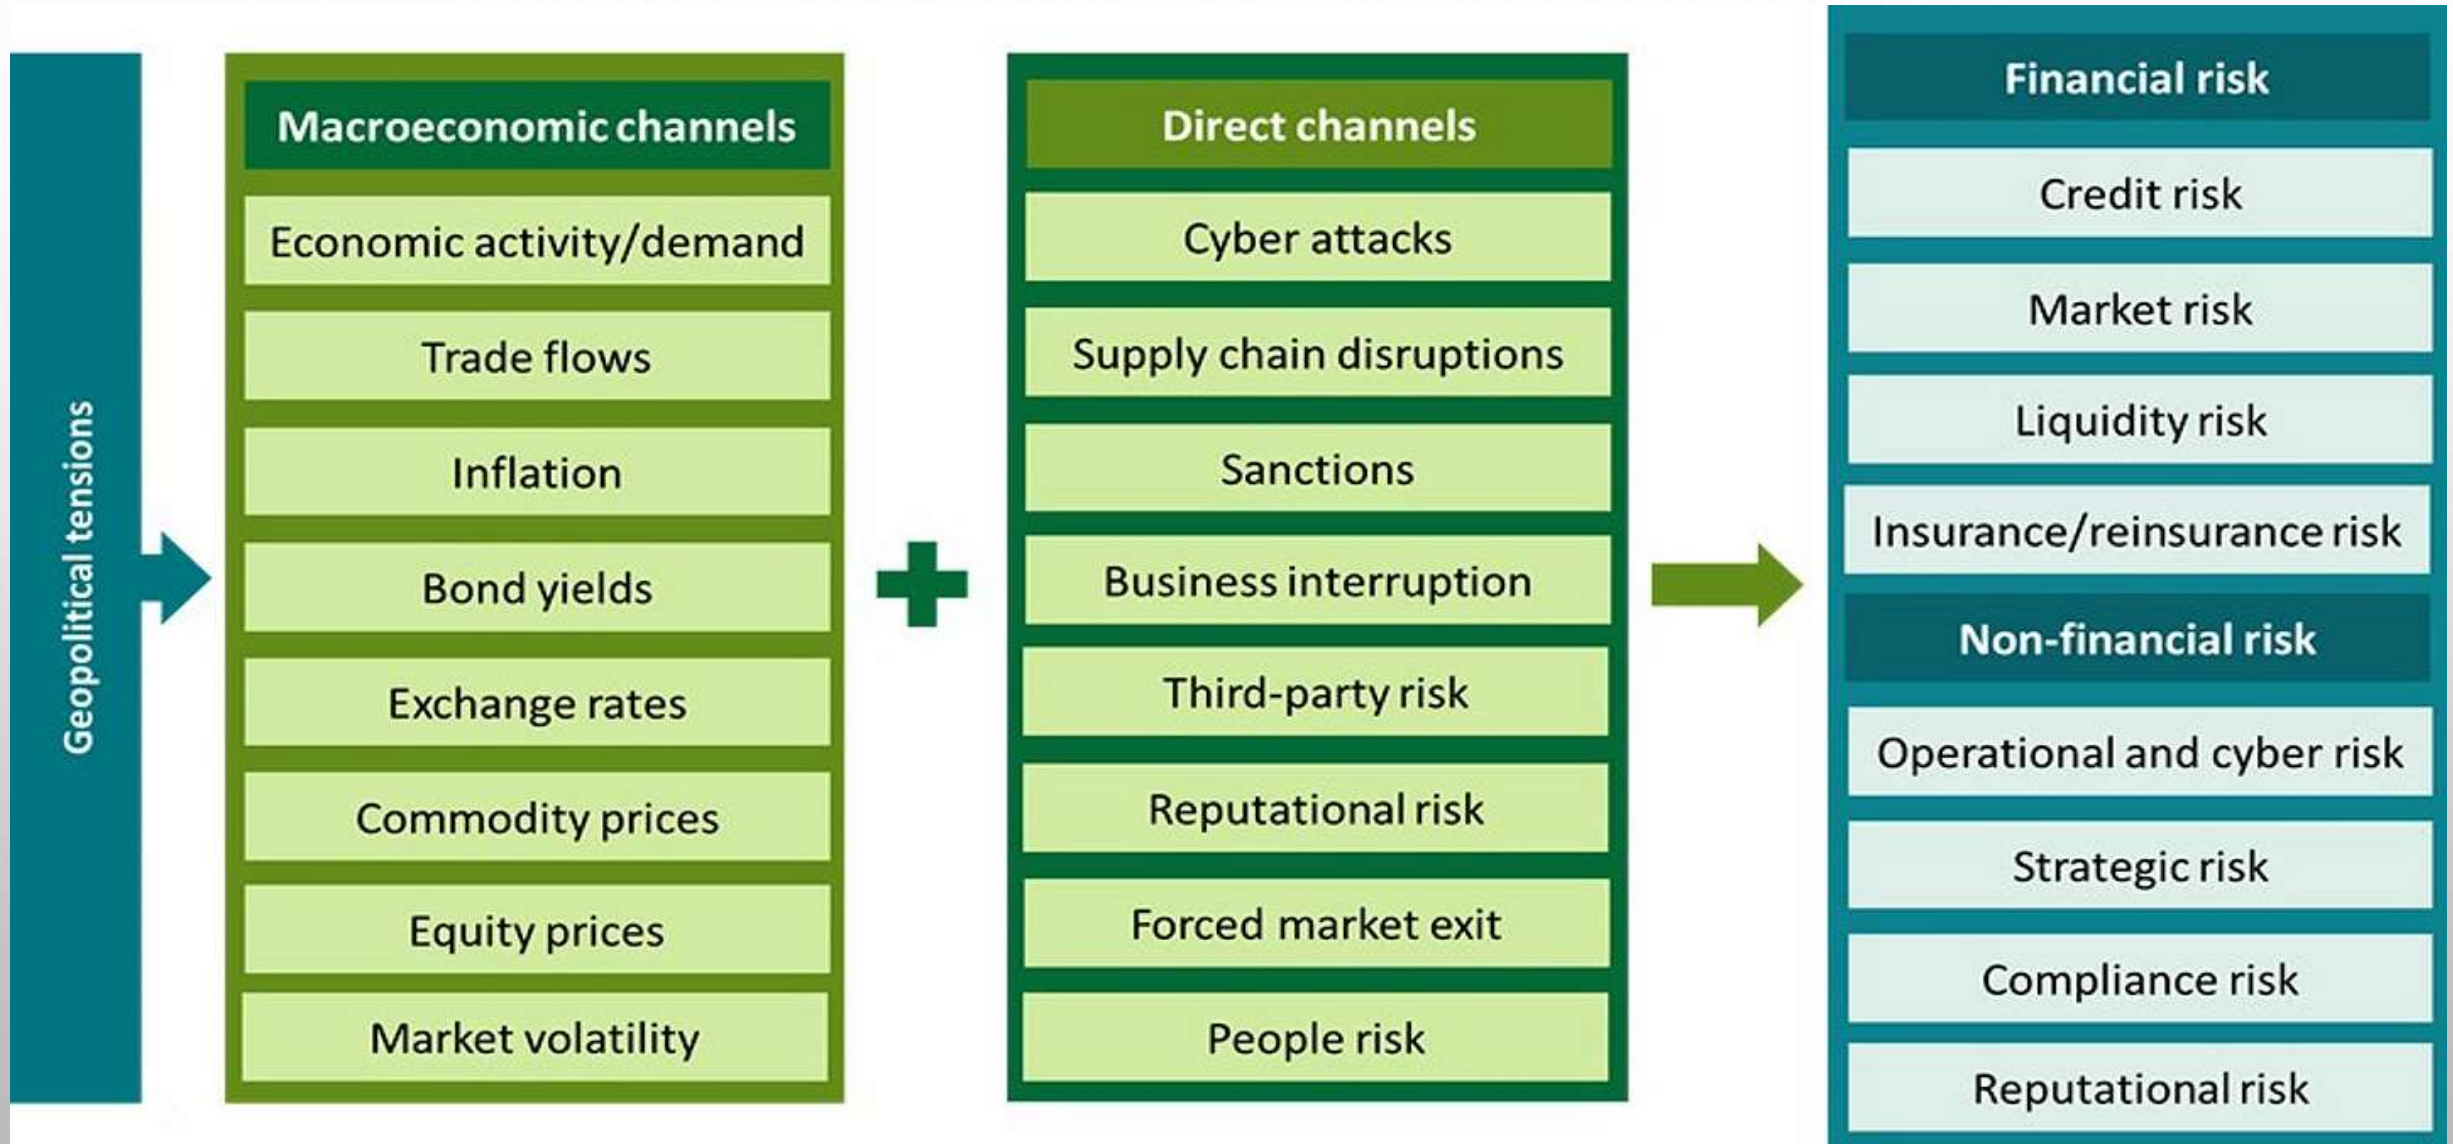 Geopolitical tensions
Macroeconomic channels
Economic activity/demand
Trade flows
Inflation
Bond yields
Exchange rates
Commodity prices
Equity prices
Market volatility
Direct channels
Cyber attacks
Supply chain disruptions
Sanctions
Business interruption
Third-party risk
Reputational risk
Forced market exit
People risk
Financial risk
Credit risk
Market risk
Liquidity risk
Insurance/reinsurance risk
Non-financial risk
Operational and cyber risk
Strategic risk
Compliance risk
Reputational risk